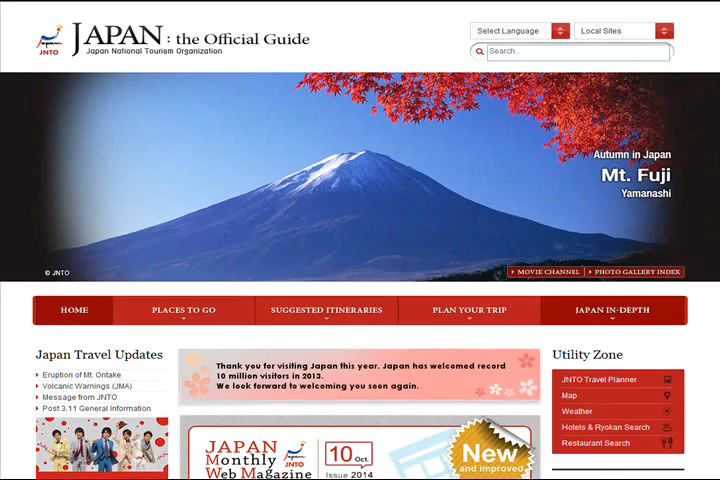 Japan
JNTO
JAPAN: the Official Guide
Japan National Tourism Organization
Select Language
Local Sites
Search...
Autumn in Japan
Mt. Fuji
Yamanashi
© JNTO
MOVIE CHANNEL
PHOTO GALLERY INDEX
HOME
PLACES TO GO
SUGGESTED ITINERARIES
PLAN YOUR TRIP
JAPAN IN-DEPTH
Japan Travel Updates
Eruption of Mt. Ontake
Volcanic Warnings (JMA)
Message from JNTO
Post 3.11 General Information
Thank you for visiting Japan this year. Japan has welcomed record
10 million visitors in 2013.
We look forward to welcoming you soon again.
JAPAN
Monthly
Web Magazine
Japan
JNTO
10 Oct.
Issue 2014
New
and improved
Utility Zone
JNTO Travel Planner
Map
Weather
Hotels & Ryokan Search
Restaurant Search